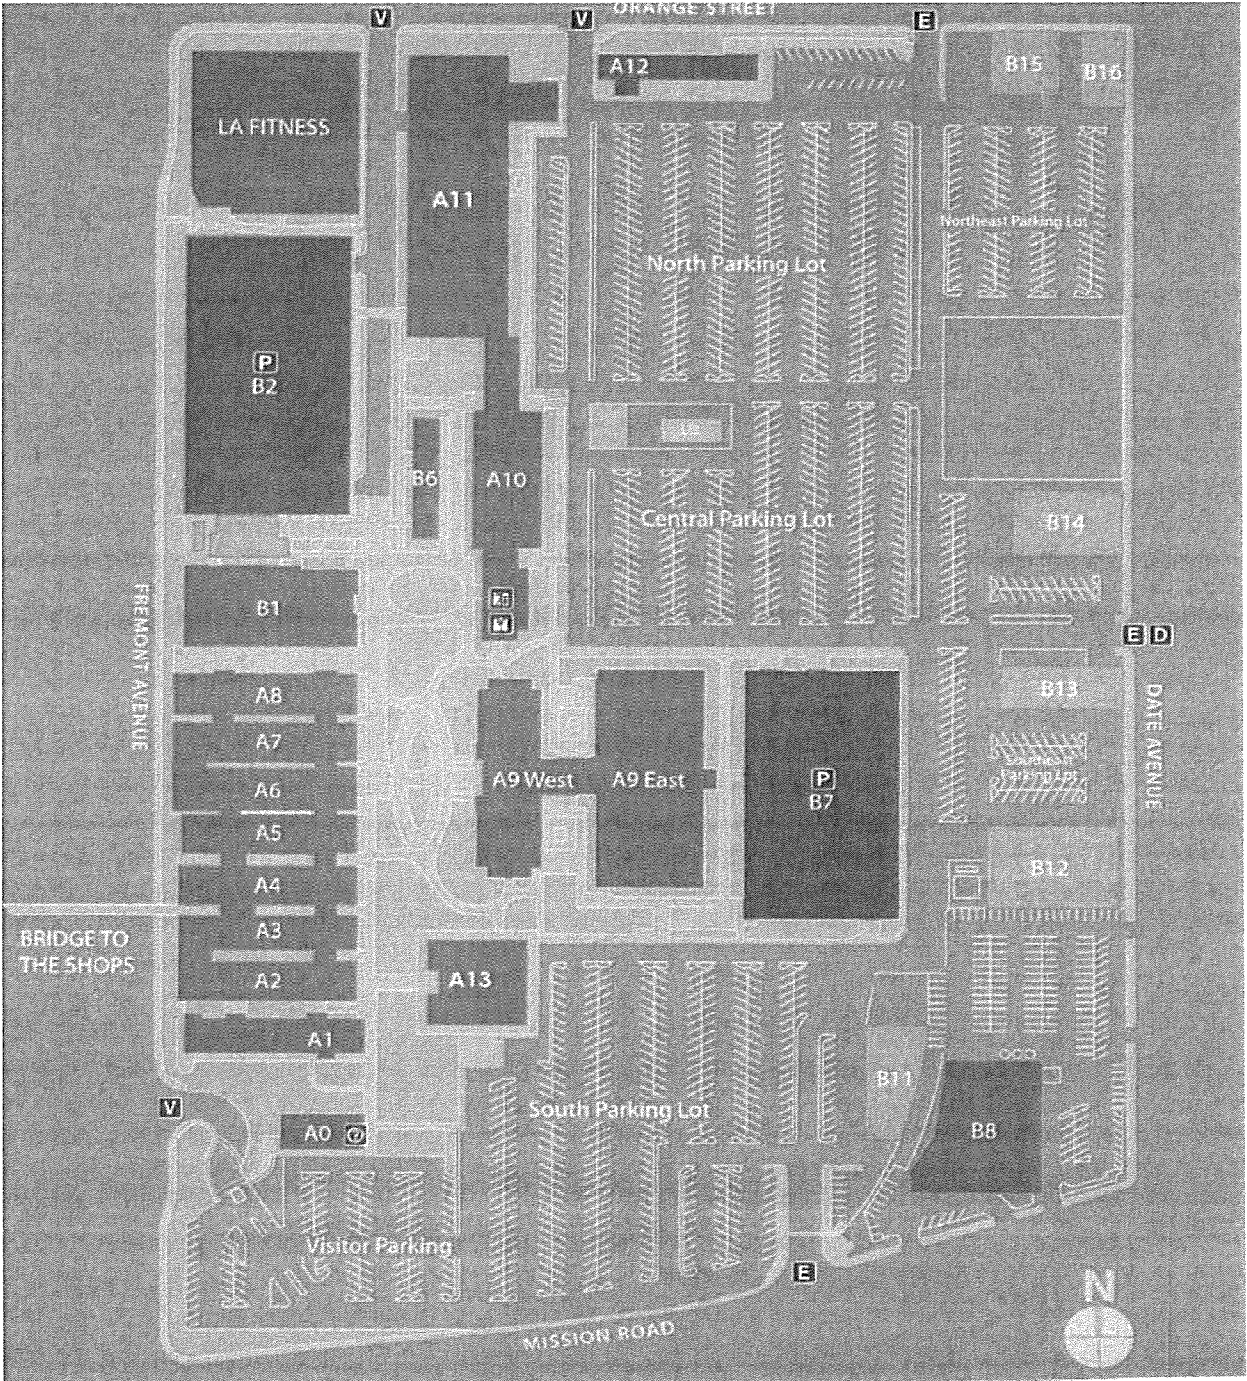 ORANGE STREET
V
V
E
A12
B15
B16
LA FITNESS
A11
Northeast Parking Lot
North Parking Lot
P
B2
B6
A10
Central Parking Lot
B14
B1
FREMONT AVENUE
E D
A8
B13
DATE AVENUE
A7
A9 West
A9 East
P
B7
Southeast
Parking Lot
A6
A5
B12
A4
A3
BRIDGE TO
THE SHOPS
A2
A13
A1
B11
V
South Parking Lot
A0
B8
Visitor Parking
E
N
MISSION ROAD